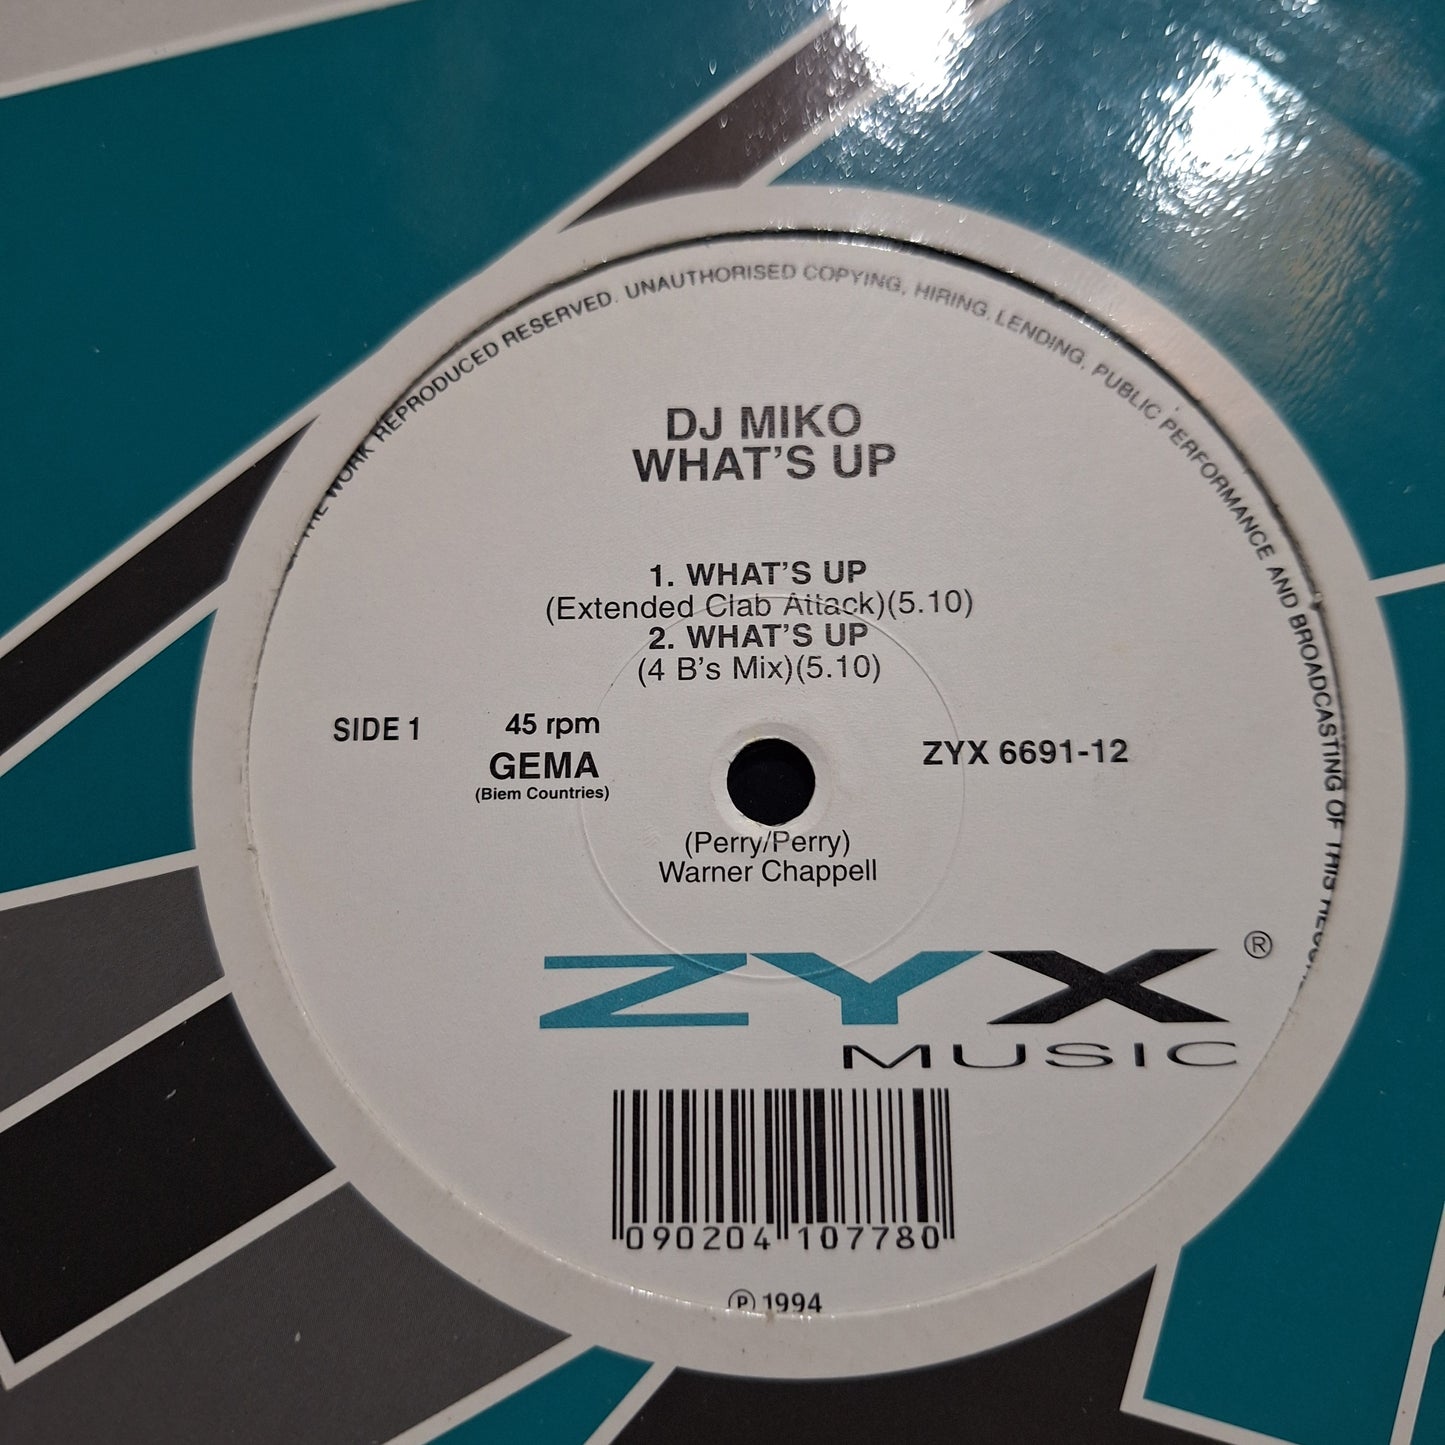 THE WORK REPRODUCED RESERVED. UNAUTHORISED COPYING, HIRING, LENDING, PUBLIC PERFORMANCE AND BROADCASTING OF THIS
DJ MIKO
WHAT'S UP
1. WHAT'S UP
(Extended Clab Attack)(5.10)
2. WHAT'S UP
(4 B's Mix)(5.10)
SIDE 1
45 rpm
GEMA
(Biem Countries)
ZYX 6691-12
(Perry/Perry)
Warner Chappell
ZYX ®
MUSIC
090204 107780
℗ 1994